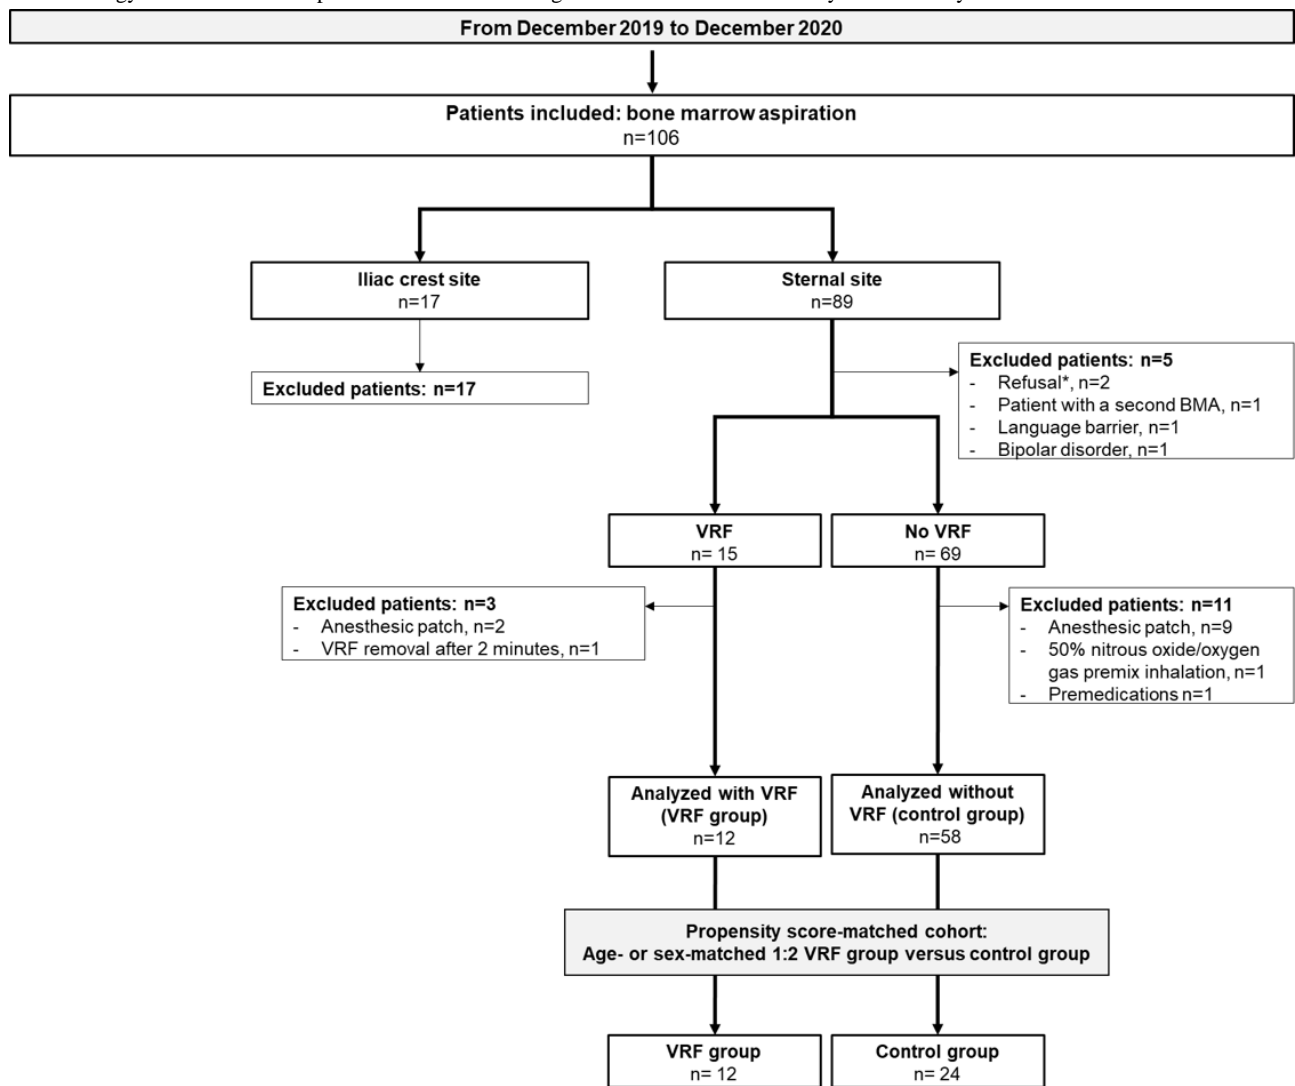 From December 2019 to December 2020
Patients included: bone marrow aspiration
n=106
Iliac crest site
n=17
Sternal site
n=89
Excluded patients: n=17
Excluded patients: n=5
- Refusal*, n=2
- Patient with a second BMA, n=1
- Language barrier, n=1
- Bipolar disorder, n=1
VRF
n= 15
No VRF
n= 69
Excluded patients: n=3
- Anesthesic patch, n=2
- VRF removal after 2 minutes, n=1
Excluded patients: n=11
- Anesthesic patch, n=9
- 50% nitrous oxide/oxygen
gas premix inhalation, n=1
- Premedications n=1
Analyzed with VRF
(VRF group)
n=12
Analyzed without
VRF (control group)
n=58
Propensity score-matched cohort:
Age- or sex-matched 1:2 VRF group versus control group
VRF group
n= 12
Control group
n= 24